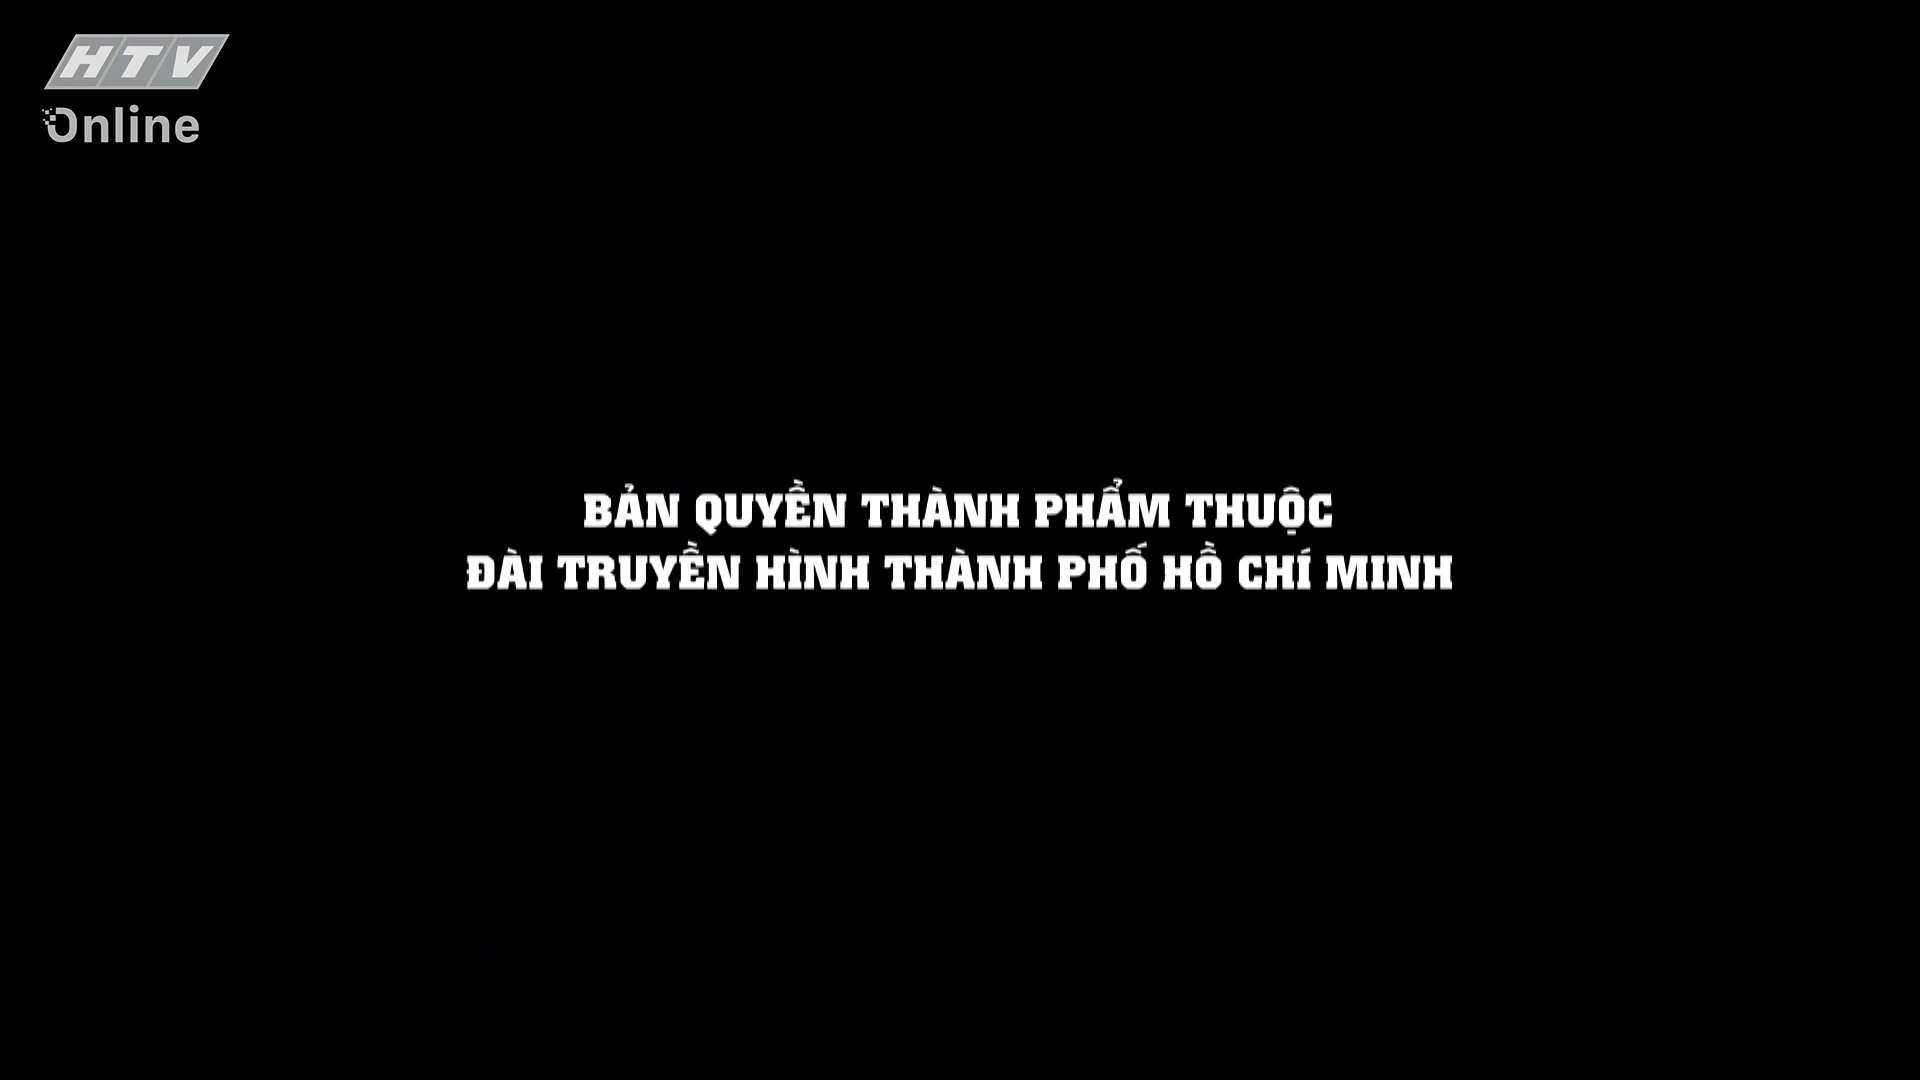 HTV
Online
BẢN QUYỀN THÀNH PHẨM THUỘC
ĐÀI TRUYỀN HÌNH THÀNH PHỐ HỒ CHÍ MINH